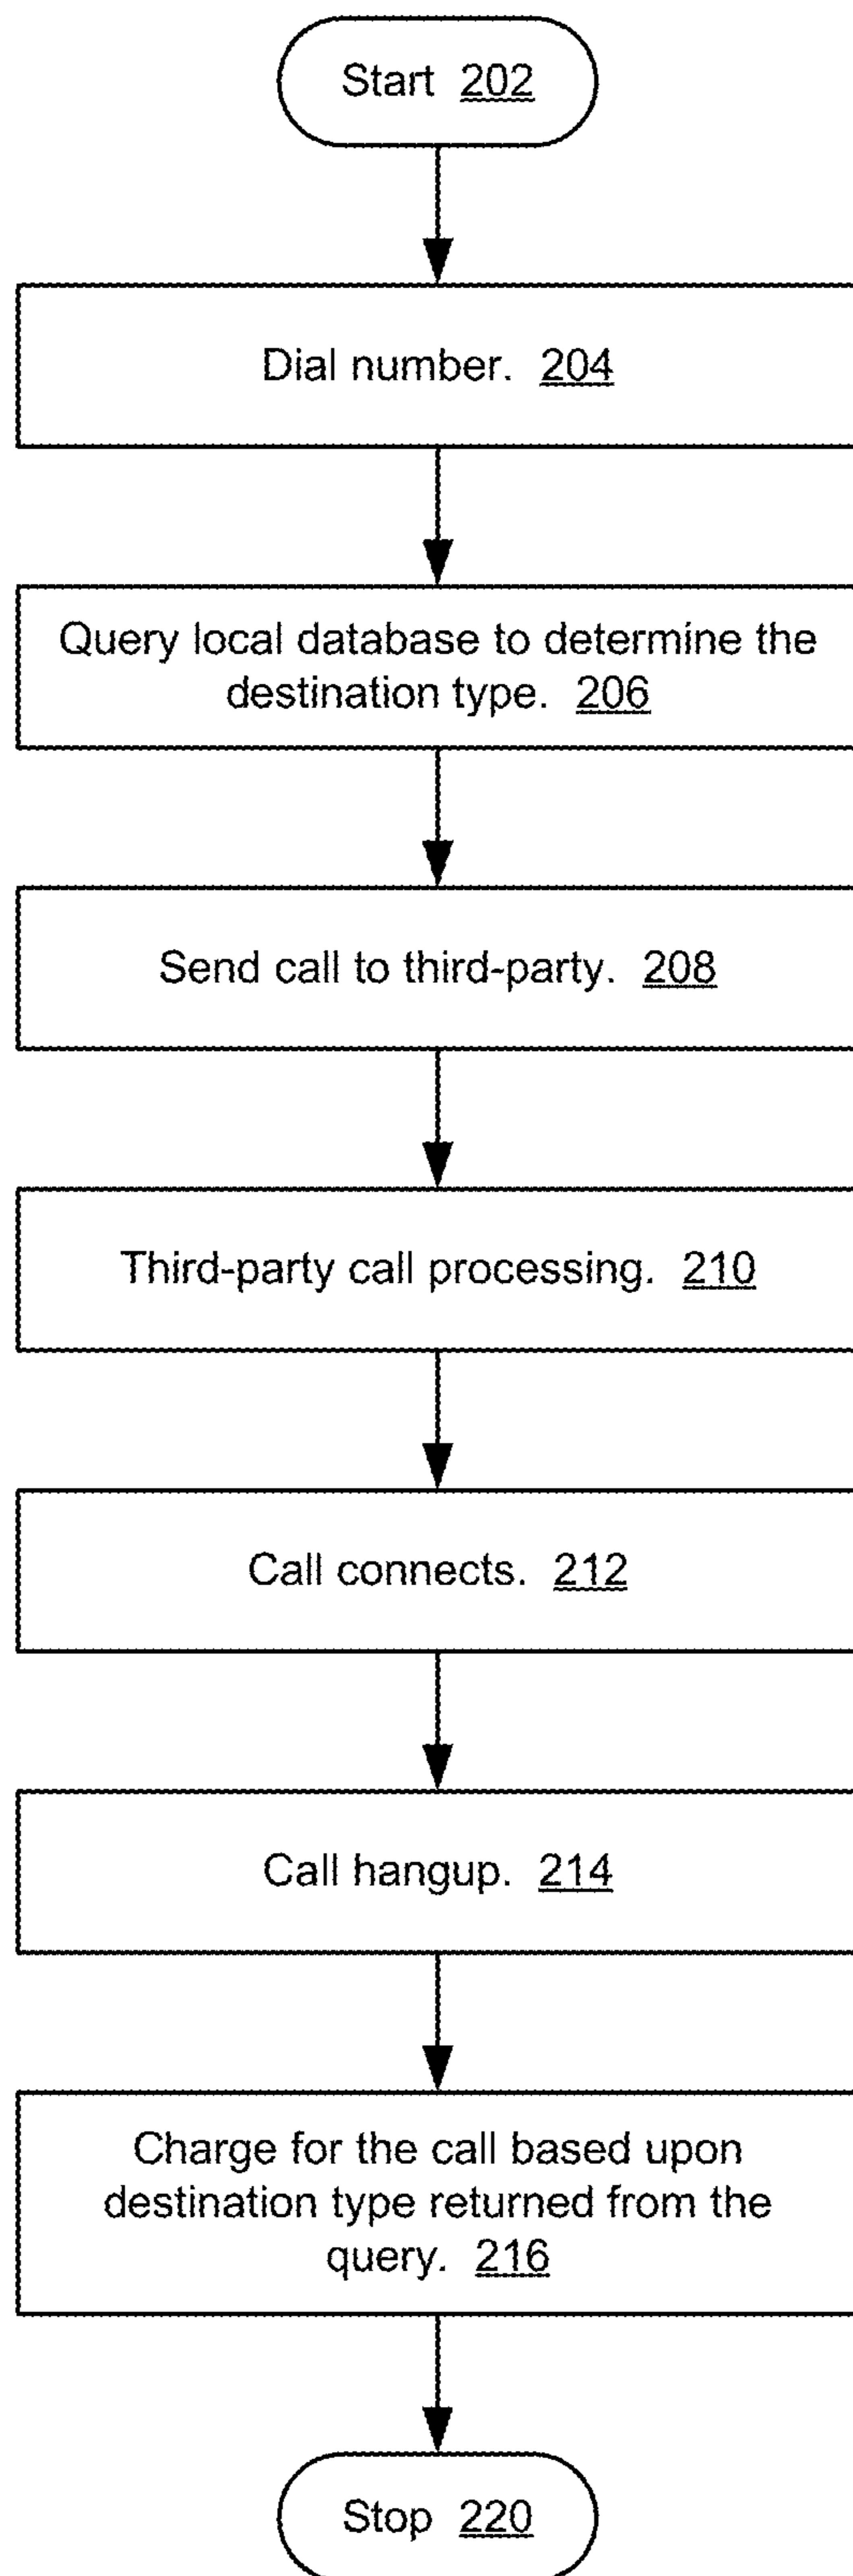 Start 202
Dial number. 204
Query local database to determine the
destination type. 206
Send call to third-party. 208
Third-party call processing. 210
Call connects. 212
Call hangup. 214
Charge for the call based upon
destination type returned from the
query. 216
Stop 220